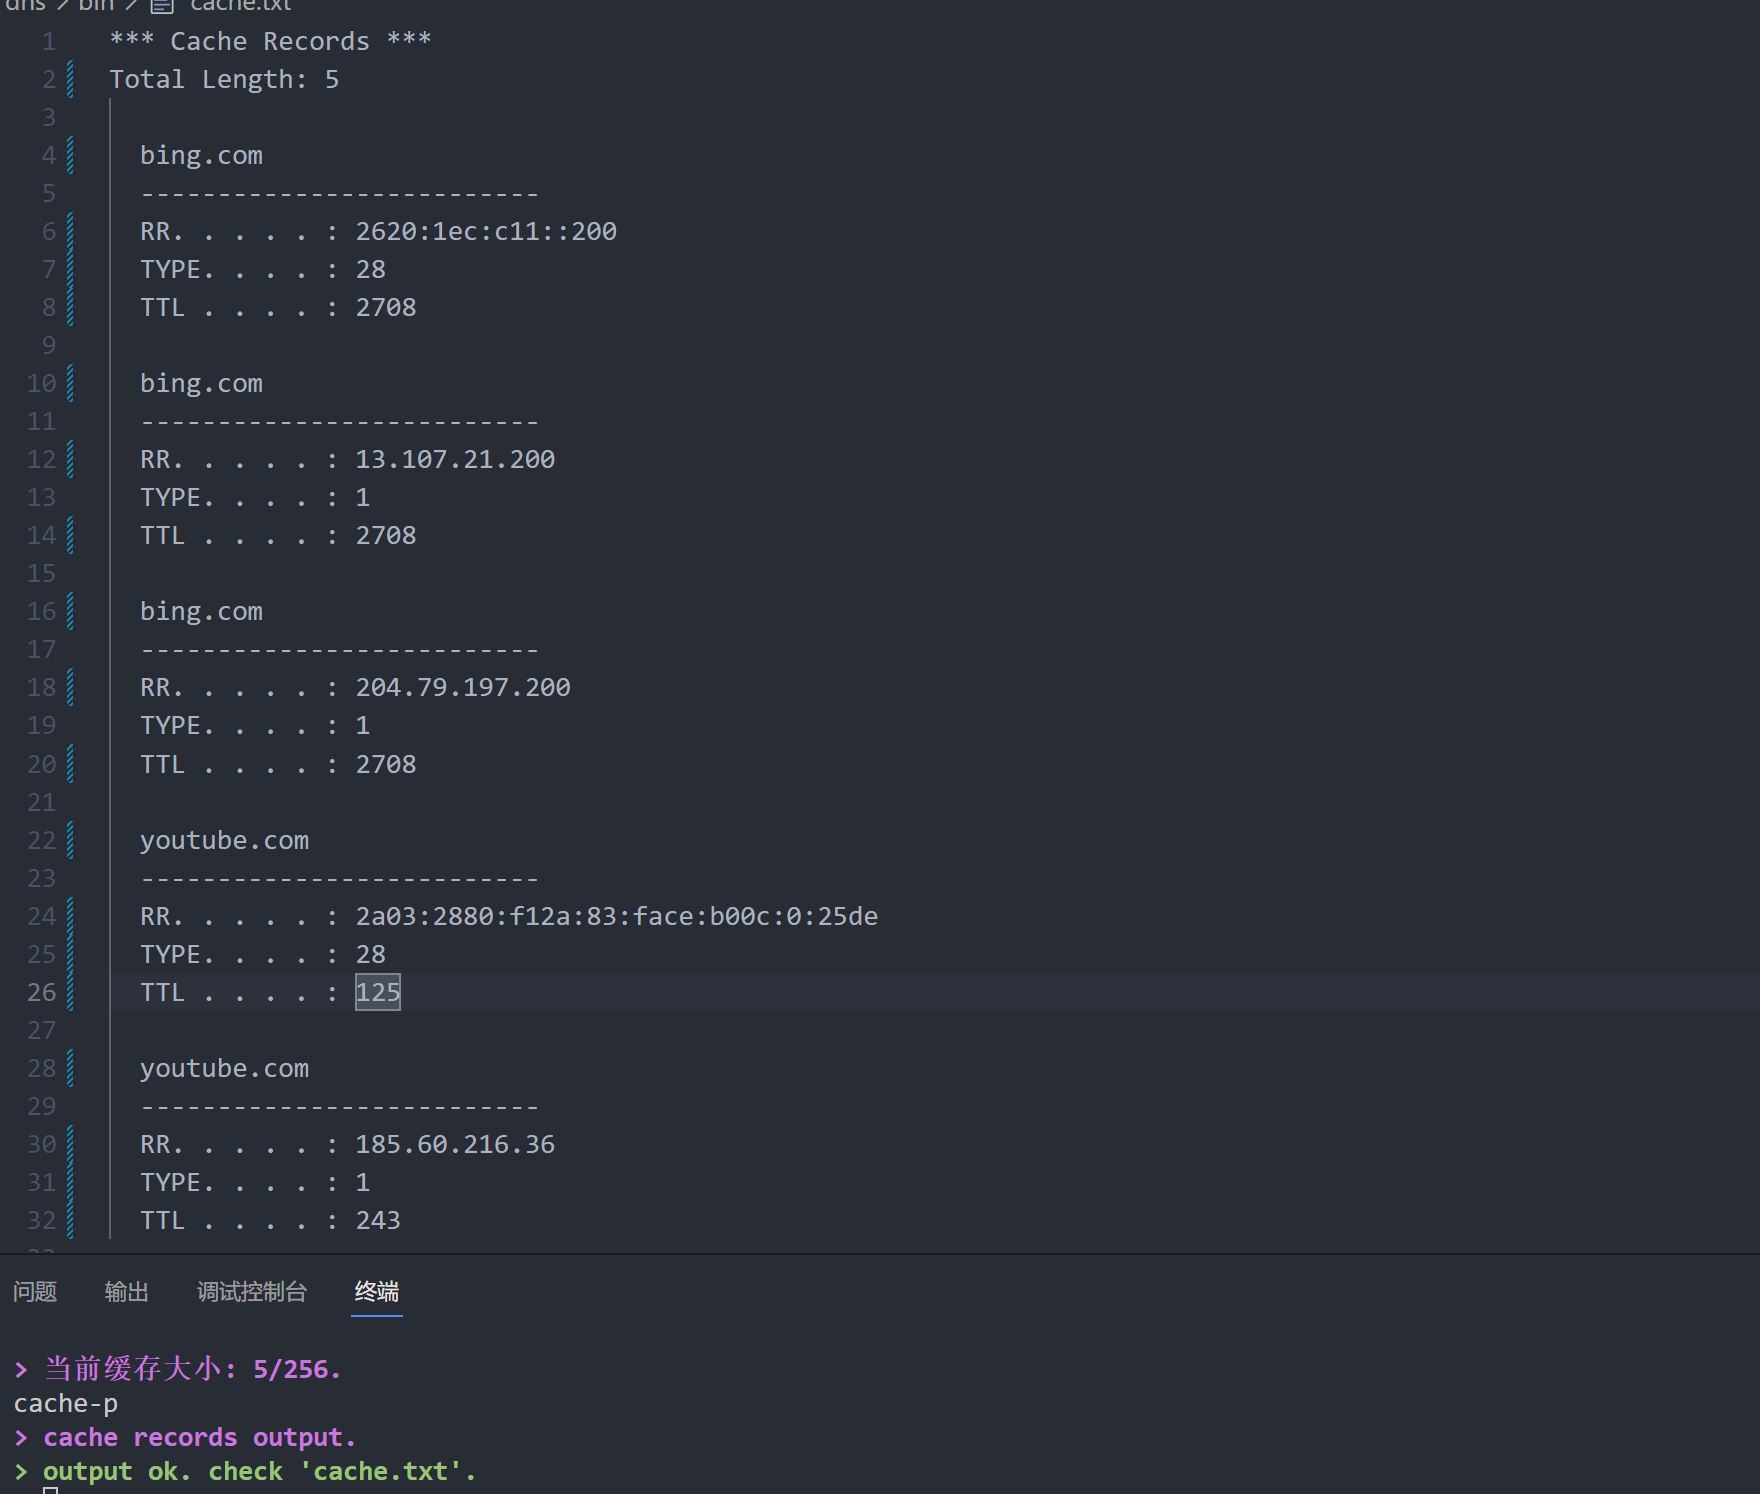 dns > bin > cache.txt
1 *** Cache Records ***
2 Total Length: 5
3
4 bing.com
5 --------------------------
6 RR. . . . . : 2620:1ec:c11::200
7 TYPE. . . . : 28
8 TTL . . . . : 2708
9
10 bing.com
11 --------------------------
12 RR. . . . . : 13.107.21.200
13 TYPE. . . . : 1
14 TTL . . . . : 2708
15
16 bing.com
17 --------------------------
18 RR. . . . . : 204.79.197.200
19 TYPE. . . . : 1
20 TTL . . . . : 2708
21
22 youtube.com
23 --------------------------
24 RR. . . . . : 2a03:2880:f12a:83:face:b00c:0:25de
25 TYPE. . . . : 28
26 TTL . . . . : 125
27
28 youtube.com
29 --------------------------
30 RR. . . . . : 185.60.216.36
31 TYPE. . . . : 1
32 TTL . . . . : 243
问题 输出 调试控制台 终端
> 当前缓存大小: 5/256.
cache-p
> cache records output.
> output ok. check 'cache.txt'.